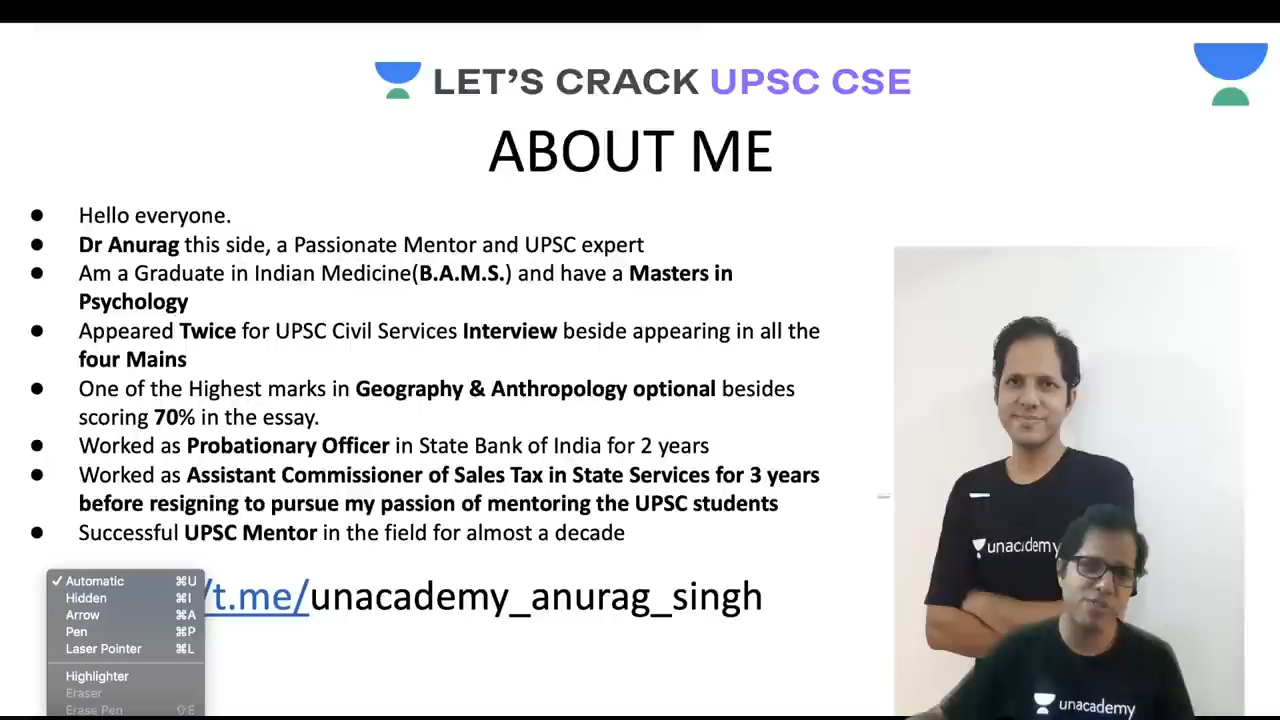 LET'S CRACK UPSC CSE
ABOUT ME
● Hello everyone.
● Dr Anurag this side, a Passionate Mentor and UPSC expert
● Am a Graduate in Indian Medicine(B.A.M.S.) and have a Masters in
Psychology
● Appeared Twice for UPSC Civil Services Interview beside appearing in all the
four Mains
● One of the Highest marks in Geography & Anthropology optional besides
scoring 70% in the essay.
● Worked as Probationary Officer in State Bank of India for 2 years
● Worked as Assistant Commissioner of Sales Tax in State Services for 3 years
before resigning to pursue my passion of mentoring the UPSC students
● Successful UPSC Mentor in the field for almost a decade
/t.me/unacademy_anurag_singh
✓ Automatic ⌘U
Hidden ⌘I
Arrow ⌘A
Pen ⌘P
Laser Pointer ⌘L
Highlighter
Eraser
Erase Pen ⇧E
unacademy
unacademy